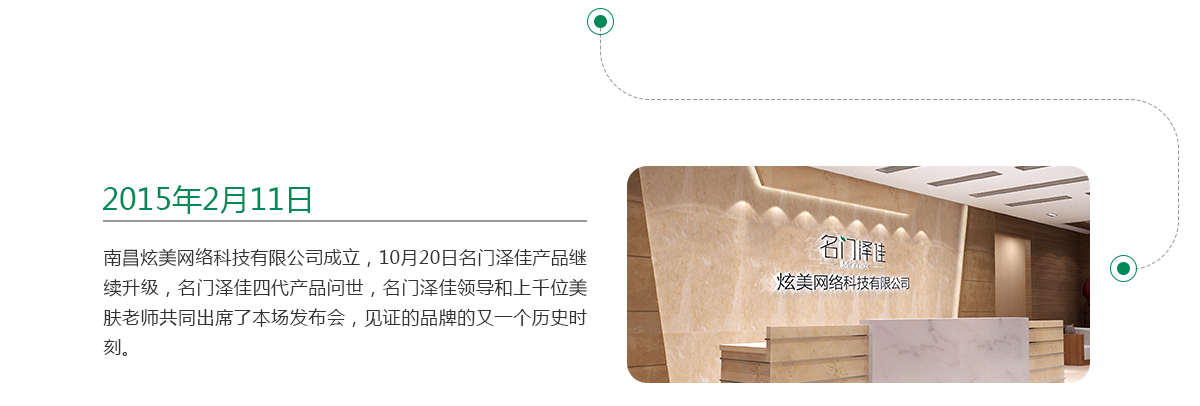 2015年2月11日
南昌炫美网络科技有限公司成立，10月20日名门泽佳产品继
续升级，名门泽佳四代产品问世，名门泽佳领导和上千位美
肤老师共同出席了本场发布会，见证的品牌的又一个历史时
刻。
名门泽佳
炫美网络科技有限公司